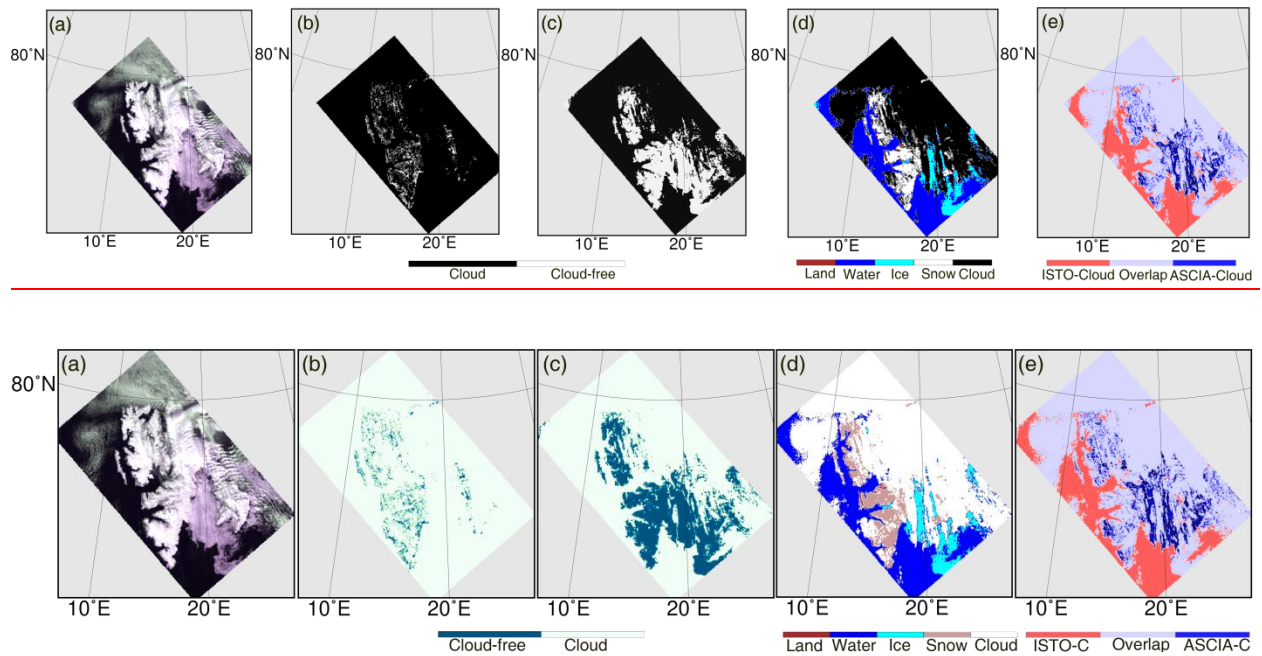 (a) (b) (c) (d) (e)
80°N 80°N 80°N 80°N 80°N
10°E 20°E 10°E 20°E 10°E 20°E 10°E 20°E 10°E 20°E
Cloud Cloud-free
Land Water Ice Snow Cloud
ISTO-Cloud Overlap ASCIA-Cloud
(a) (b) (c) (d) (e)
80°N
10°E 20°E 10°E 20°E 10°E 20°E 10°E 20°E 10°E 20°E
Cloud-free Cloud
Land Water Ice Snow Cloud
ISTO-C Overlap ASCIA-C